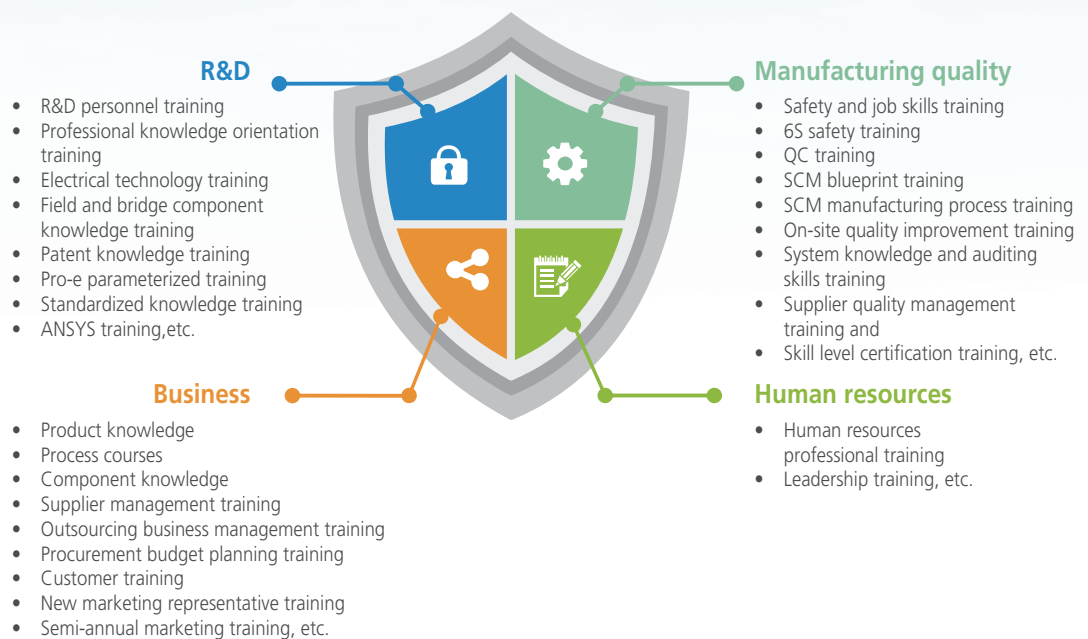 R&D
• R&D personnel training
• Professional knowledge orientation
training
• Electrical technology training
• Field and bridge component
knowledge training
• Patent knowledge training
• Pro-e parameterized training
• Standardized knowledge training
• ANSYS training,etc.
Manufacturing quality
• Safety and job skills training
• 6S safety training
• QC training
• SCM blueprint training
• SCM manufacturing process training
• On-site quality improvement training
• System knowledge and auditing
skills training
• Supplier quality management
training and
• Skill level certification training, etc.
Business
• Product knowledge
• Process courses
• Component knowledge
• Supplier management training
• Outsourcing business management training
• Procurement budget planning training
• Customer training
• New marketing representative training
• Semi-annual marketing training, etc.
Human resources
• Human resources
professional training
• Leadership training, etc.